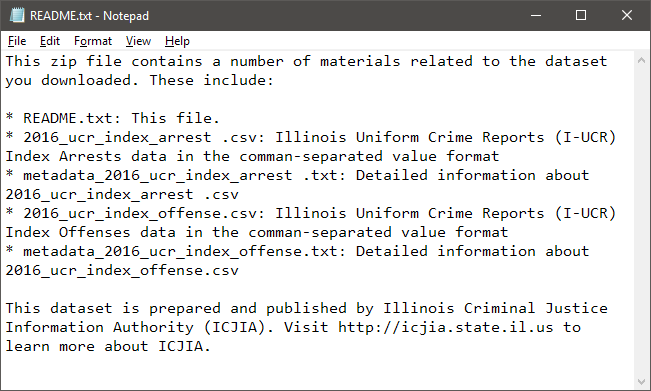 README.txt - Notepad
File Edit Format View Help
This zip file contains a number of materials related to the dataset
you downloaded. These include:
* README.txt: This file.
* 2016_ucr_index_arrest .csv: Illinois Uniform Crime Reports (I-UCR)
Index Arrests data in the comman-separated value format
* metadata_2016_ucr_index_arrest .txt: Detailed information about
2016_ucr_index_arrest .csv
* 2016_ucr_index_offense.csv: Illinois Uniform Crime Reports (I-UCR)
Index Offenses data in the comman-separated value format
* metadata_2016_ucr_index_offense.txt: Detailed information about
2016_ucr_index_offense.csv
This dataset is prepared and published by Illinois Criminal Justice
Information Authority (ICJIA). Visit http://icjia.state.il.us to
learn more about ICJIA.